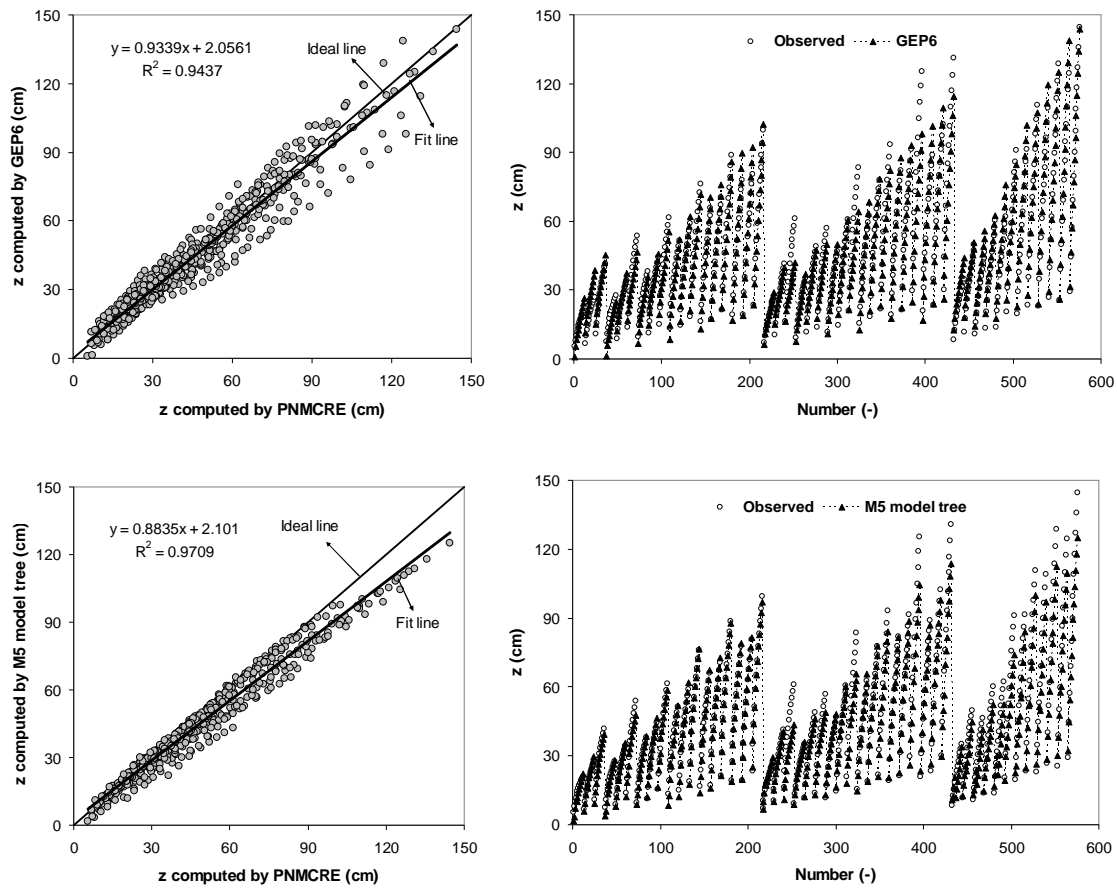 150
120
90
60
30
0
z computed by GEP6 (cm)
y = 0.9339x + 2.0561
R² = 0.9437
Ideal line
Fit line
0 30 60 90 120 150
z computed by PNMCRE (cm)
150
120
90
60
30
0
z (cm)
Observed GEP6
0 100 200 300 400 500 600
Number (-)
150
120
90
60
30
0
z computed by M5 model tree (cm)
y = 0.8835x + 2.101
R² = 0.9709
Ideal line
Fit line
0 30 60 90 120 150
z computed by PNMCRE (cm)
150
120
90
60
30
0
z (cm)
Observed M5 model tree
0 100 200 300 400 500 600
Number (-)